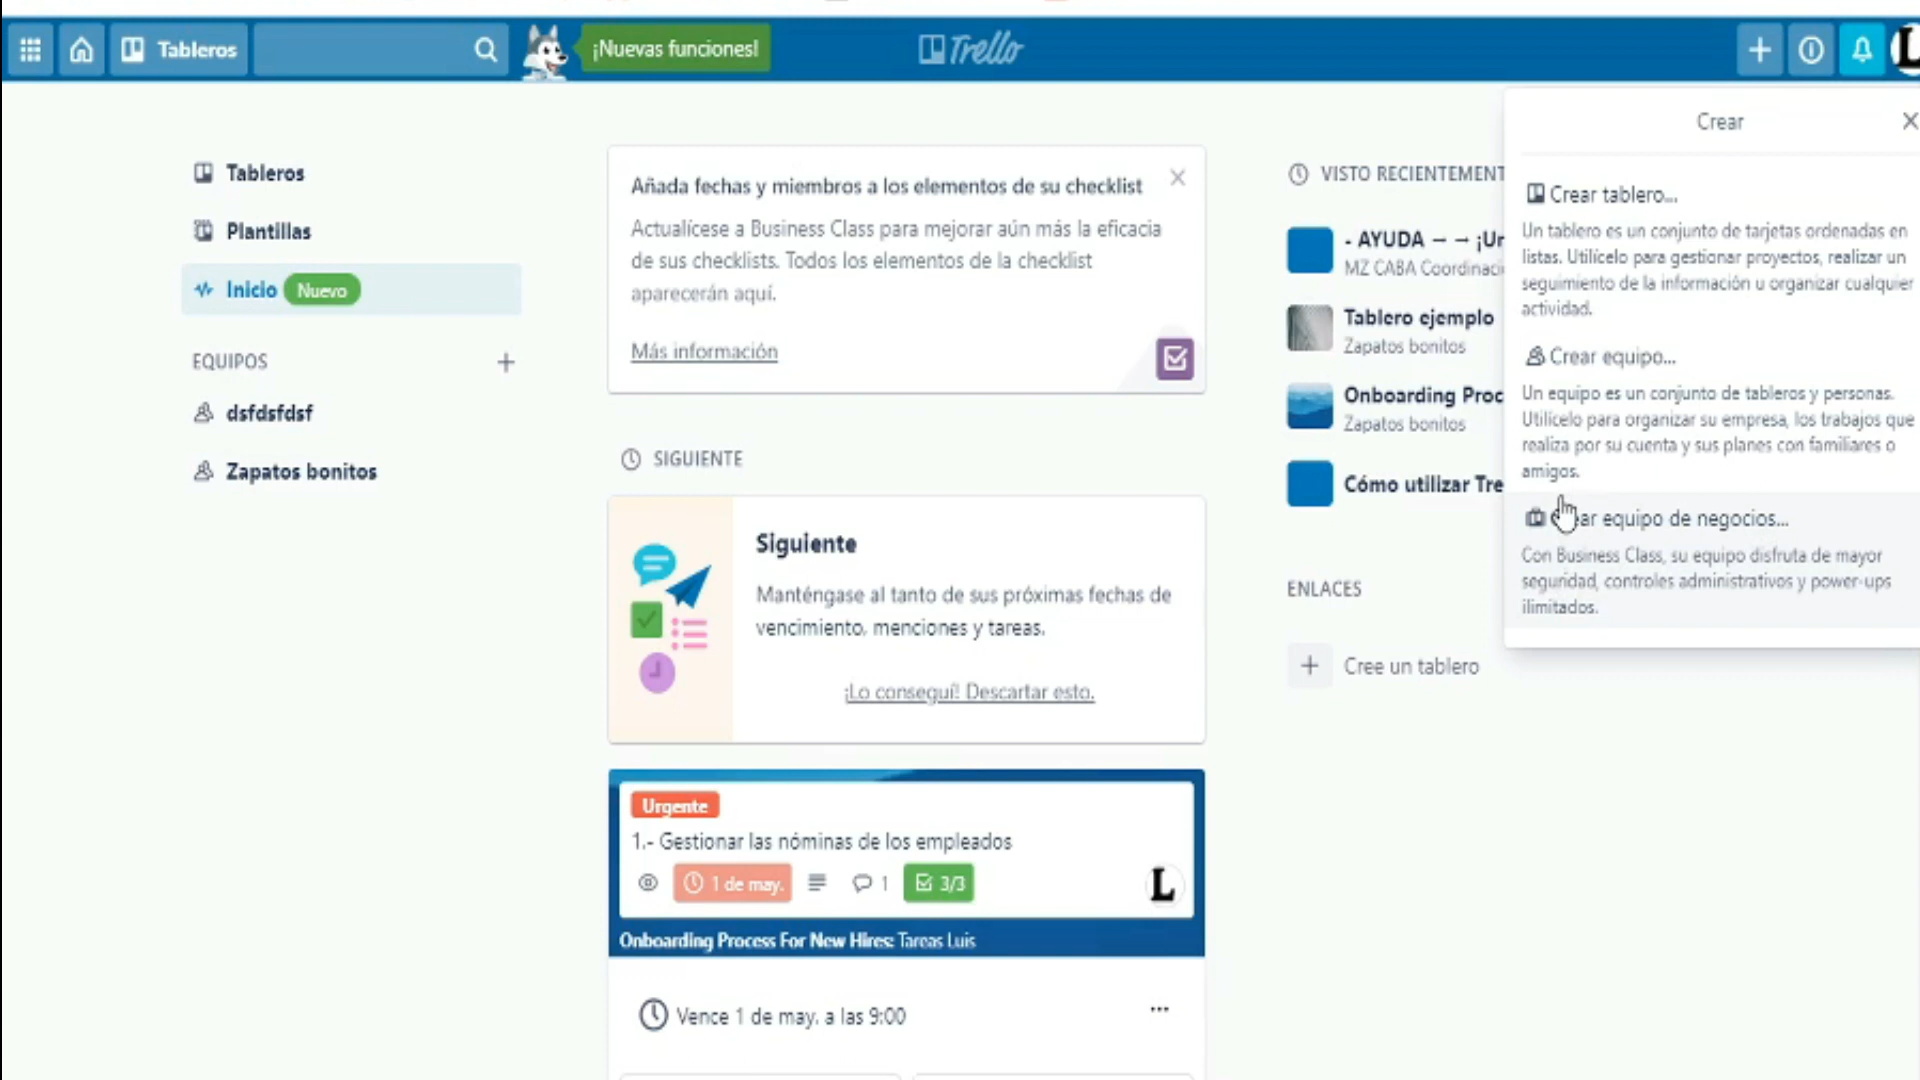 Tableros
¡Nuevas funciones!
Trello
L
Tableros
Plantillas
Inicio Nuevo
EQUIPOS
dsfdsfdsf
Zapatos bonitos
Añada fechas y miembros a los elementos de su checklist
Actualícese a Business Class para mejorar aún más la eficacia
de sus checklists. Todos los elementos de la checklist
aparecerán aquí.
Más información
SIGUIENTE
Siguiente
Manténgase al tanto de sus próximas fechas de
vencimiento, menciones y tareas.
¡Lo conseguí! Descartar esto.
Urgente
1.- Gestionar las nóminas de los empleados
1 de may.
1
3/3
L
Onboarding Process For New Hires: Tareas Luis
Vence 1 de may. a las 9:00
VISTO RECIENTEMENT
- AYUDA – → ¡Ur
MZ CABA Coordinaci
Tablero ejemplo
Zapatos bonitos
Onboarding Proc
Zapatos bonitos
Cómo utilizar Tre
ENLACES
Cree un tablero
Crear
Crear tablero...
Un tablero es un conjunto de tarjetas ordenadas en
listas. Utilícelo para gestionar proyectos, realizar un
seguimiento de la información u organizar cualquier
actividad.
Crear equipo...
Un equipo es un conjunto de tableros y personas.
Utilícelo para organizar su empresa, los trabajos que
realiza por su cuenta y sus planes con familiares o
amigos.
ar equipo de negocios...
Con Business Class, su equipo disfruta de mayor
seguridad, controles administrativos y power-ups
ilimitados.